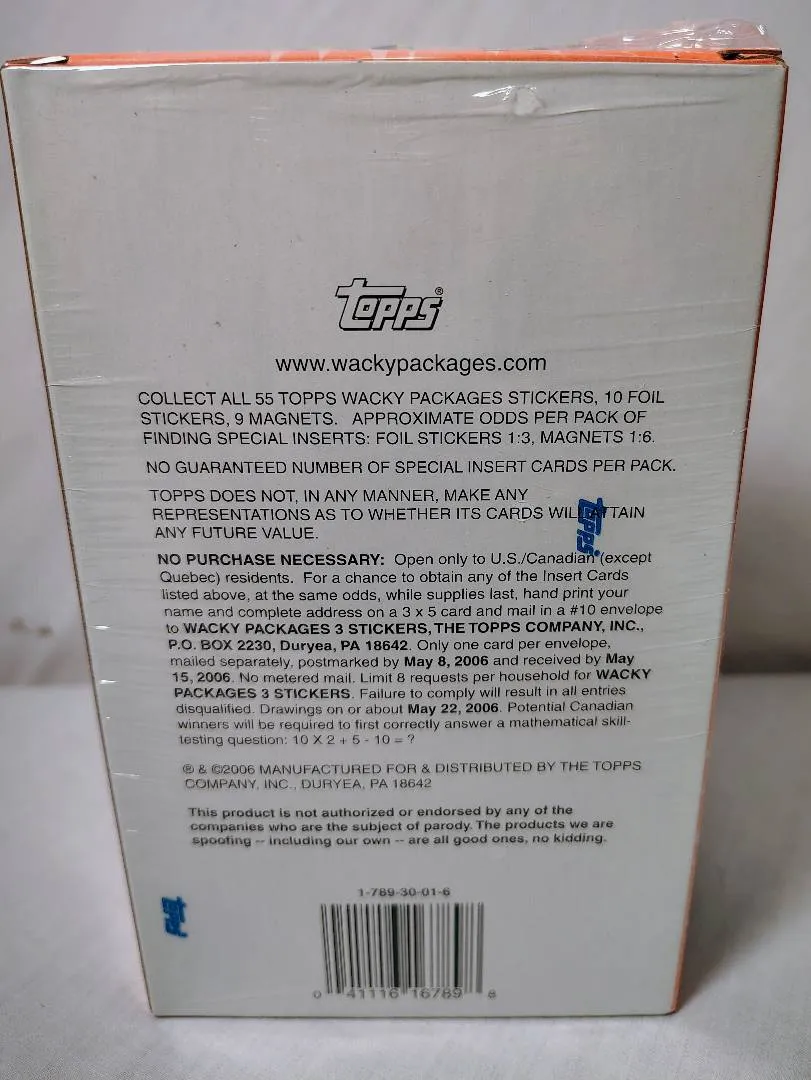 Topps®
www.wackypackages.com
COLLECT ALL 55 TOPPS WACKY PACKAGES STICKERS, 10 FOIL
STICKERS, 9 MAGNETS. APPROXIMATE ODDS PER PACK OF
FINDING SPECIAL INSERTS: FOIL STICKERS 1:3, MAGNETS 1:6.
NO GUARANTEED NUMBER OF SPECIAL INSERT CARDS PER PACK.
TOPPS DOES NOT, IN ANY MANNER, MAKE ANY
REPRESENTATIONS AS TO WHETHER ITS CARDS WILL ATTAIN
ANY FUTURE VALUE.
Topps®
NO PURCHASE NECESSARY: Open only to U.S./Canadian (except
Quebec) residents. For a chance to obtain any of the Insert Cards
listed above, at the same odds, while supplies last, hand print your
name and complete address on a 3 x 5 card and mail in a #10 envelope
to WACKY PACKAGES 3 STICKERS, THE TOPPS COMPANY, INC.,
P.O. BOX 2230, Duryea, PA 18642. Only one card per envelope,
mailed separately, postmarked by May 8, 2006 and received by May
15, 2006. No metered mail. Limit 8 requests per household for WACKY
PACKAGES 3 STICKERS. Failure to comply will result in all entries
disqualified. Drawings on or about May 22, 2006. Potential Canadian
winners will be required to first correctly answer a mathematical skill-
testing question: 10 X 2 + 5 - 10 = ?
® & ©2006 MANUFACTURED FOR & DISTRIBUTED BY THE TOPPS
COMPANY, INC., DURYEA, PA 18642
This product is not authorized or endorsed by any of the
companies who are the subject of parody. The products we are
spoofing -- including our own -- are all good ones, no kidding.
Topps
1-789-30-01-6
0 41116 16789 8